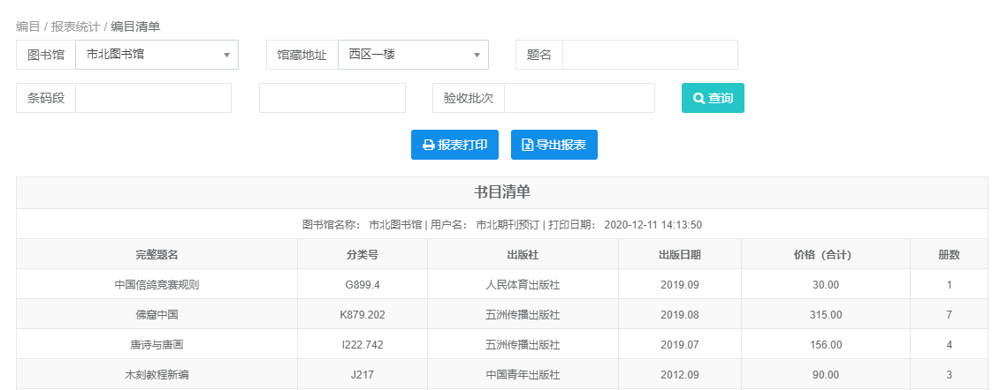 编目 / 报表统计 / 编目清单
图书馆 市北图书馆 馆藏地址 西区一楼 题名
条码段 验收批次 查询
报表打印 导出报表
书目清单
图书馆名称: 市北图书馆 | 用户名: 市北期刊预订 | 打印日期: 2020-12-11 14:13:50
完整题名 分类号 出版社 出版日期 价格（合计） 册数
中国信鸽竞赛规则 G899.4 人民体育出版社 2019.09 30.00 1
佛窟中国 K879.202 五洲传播出版社 2019.08 315.00 7
唐诗与唐画 I222.742 五洲传播出版社 2019.07 156.00 4
木刻教程新编 J217 中国青年出版社 2012.09 90.00 3